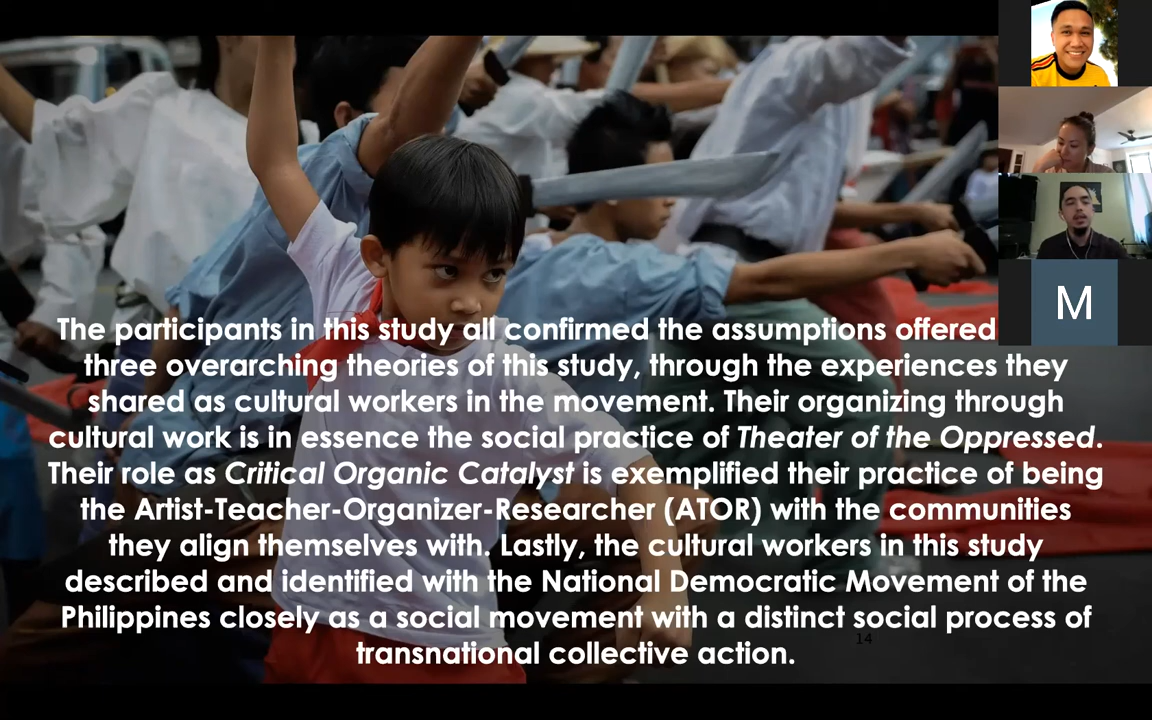 The participants in this study all confirmed the assumptions offered
three overarching theories of this study, through the experiences they
shared as cultural workers in the movement. Their organizing through
cultural work is in essence the social practice of Theater of the Oppressed.
Their role as Critical Organic Catalyst is exemplified their practice of being
the Artist-Teacher-Organizer-Researcher (ATOR) with the communities
they align themselves with. Lastly, the cultural workers in this study
described and identified with the National Democratic Movement of the
Philippines closely as a social movement with a distinct social process of
transnational collective action.
14
M